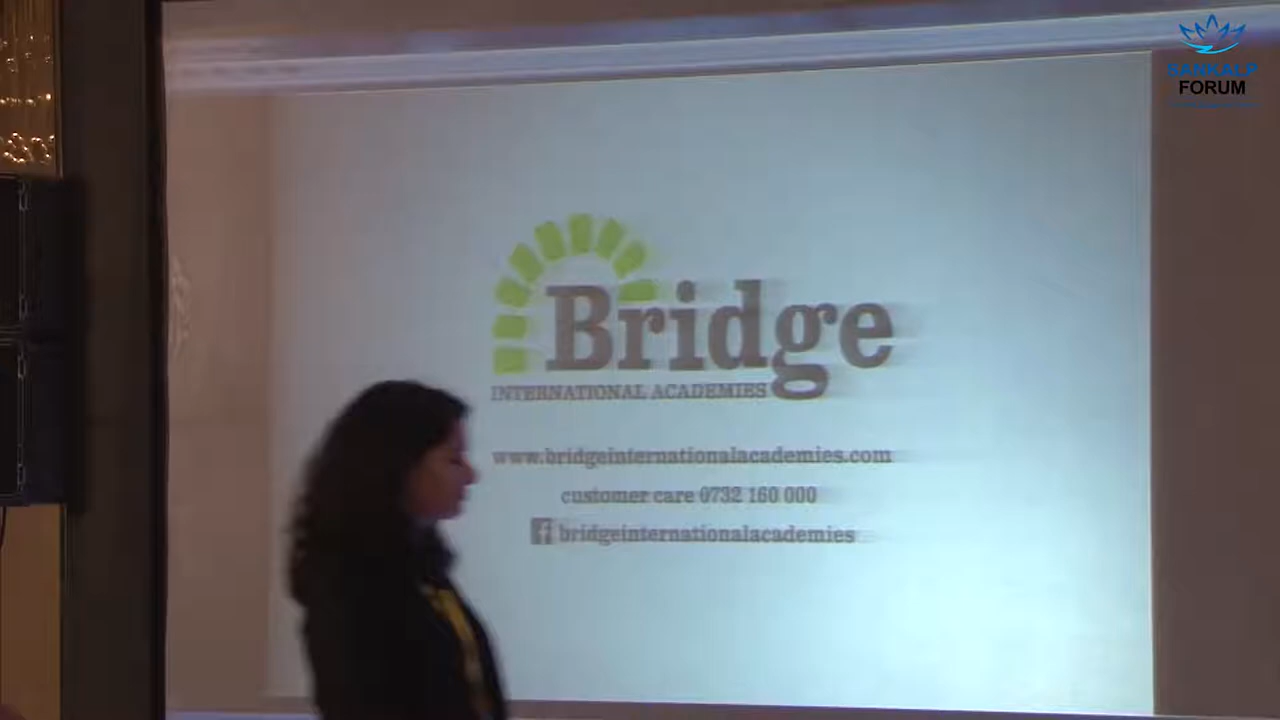 SANKALP
FORUM
Bridge
INTERNATIONAL ACADEMIES
www.bridgeinternationalacademies.com
customer care 0732 160 000
f bridgeinternationalacademies